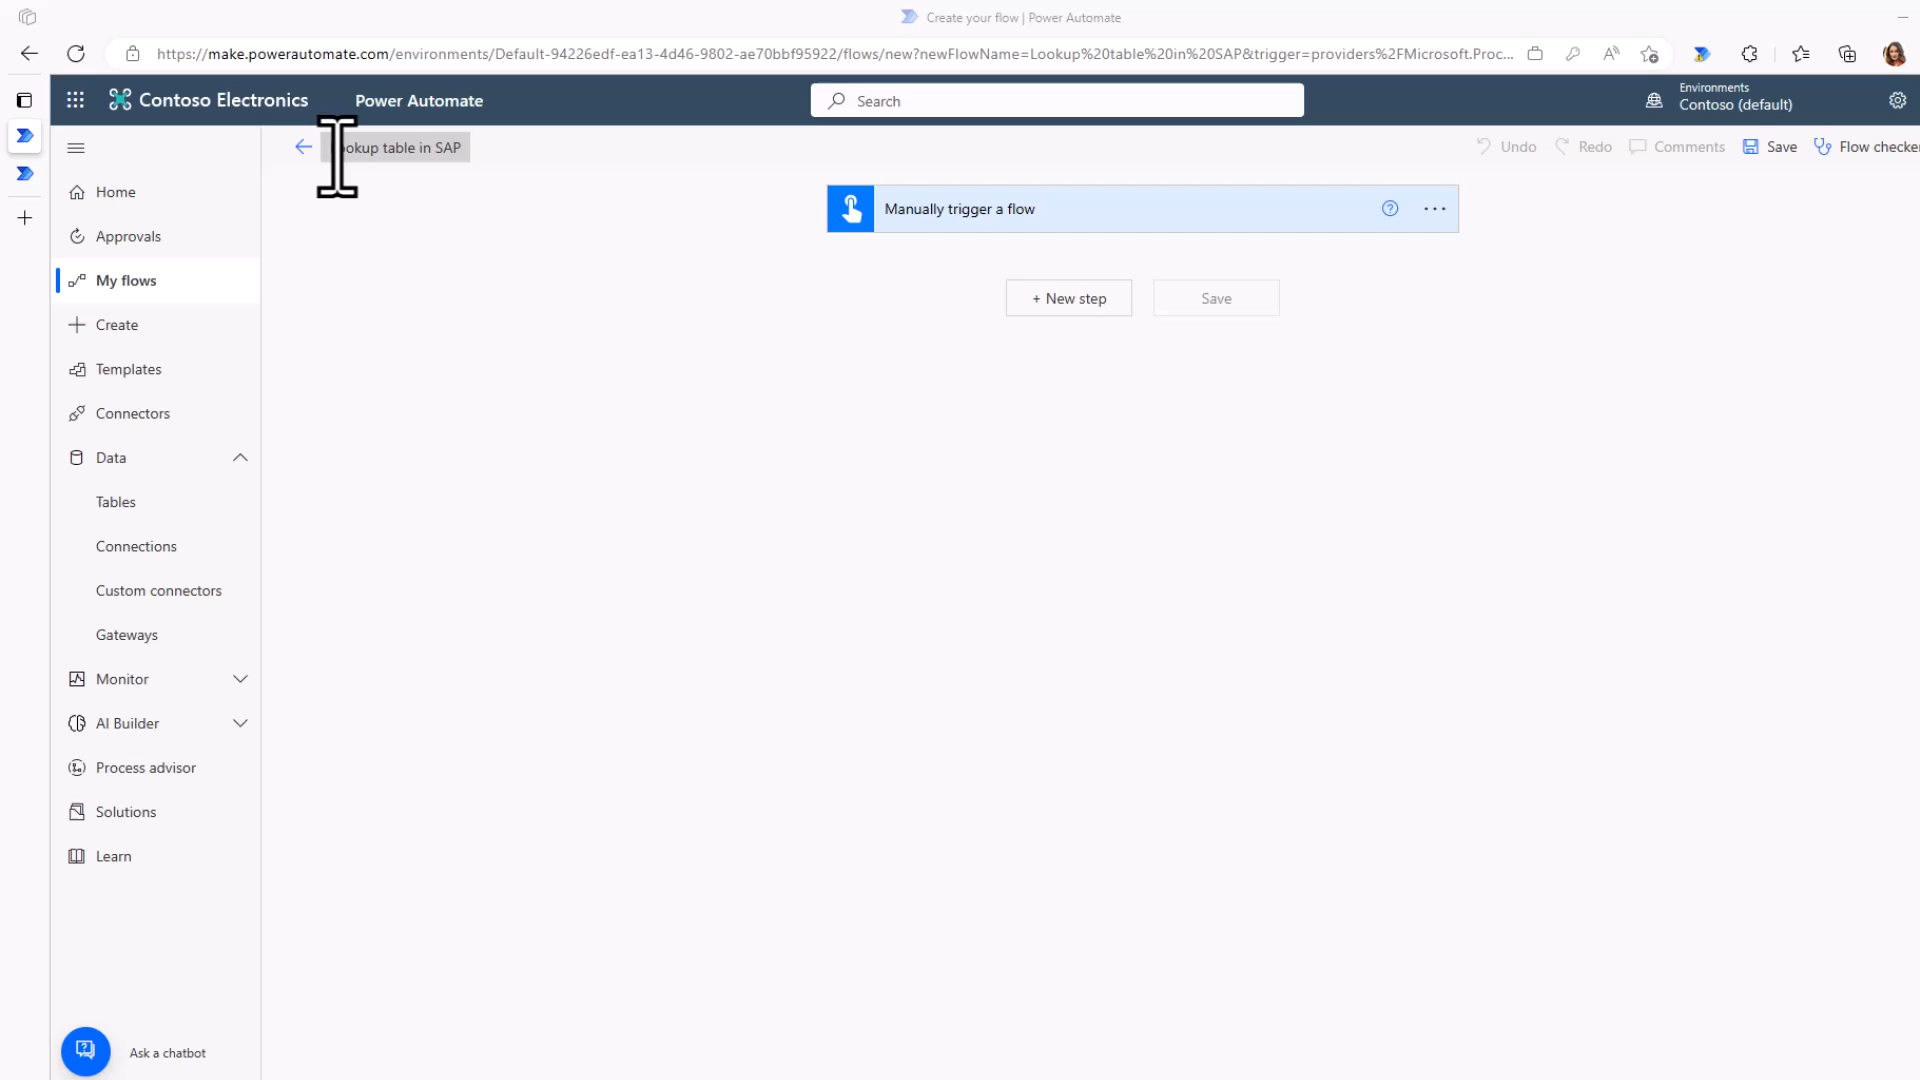 Create your flow | Power Automate
https://make.powerautomate.com/environments/Default-94226edf-ea13-4d46-9802-ae70bbf95922/flows/new?newFlowName=Lookup%20table%20in%20SAP&trigger=providers%2FMicrosoft.Proc...
Contoso Electronics
Power Automate
Search
Environments
Contoso (default)
ookup table in SAP
Undo
Redo
Comments
Save
Flow checker
Home
Approvals
My flows
Create
Templates
Connectors
Data
Tables
Connections
Custom connectors
Gateways
Monitor
AI Builder
Process advisor
Solutions
Learn
Ask a chatbot
Manually trigger a flow
+ New step
Save